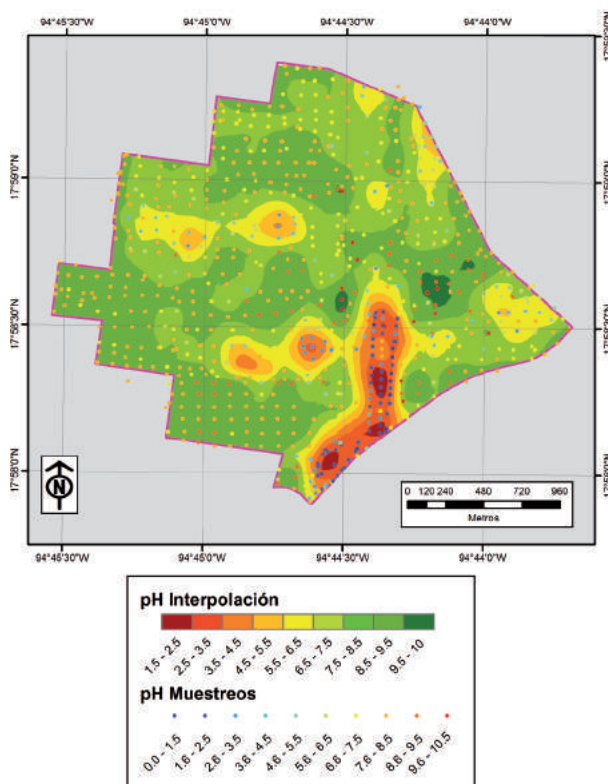 94°45'30"W 94°45'0"W 94°44'30"W 94°44'0"W
17°59'0"N
17°59'0"N
17°58'30"N
17°58'0"N
N
0 120 240 480 720 960
Metros
94°45'30"W 94°45'0"W 94°44'30"W 94°44'0"W
pH Interpolación
1.5 - 2.5 2.5 - 3.5 3.5 - 4.5 4.5 - 5.5 5.5 - 6.5 6.5 - 7.5 7.5 - 8.5 8.5 - 9.5 9.5 - 10
pH Muestreos
0.0 - 1.5 1.6 - 2.5 2.6 - 3.5 3.6 - 4.5 4.6 - 5.5 5.6 - 6.5 6.6 - 7.5 7.6 - 8.5 8.6 - 9.5 9.6 - 10.5